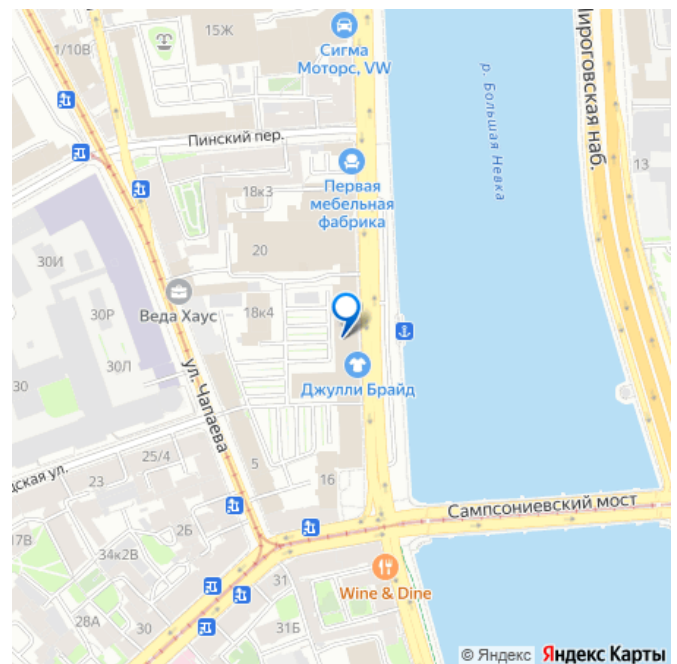 1/10В
15Ж
Сигма
Моторс, VW
р. Большая Невка
Пироговская наб.
13
Пинский пер.
18к3
Первая
мебельная
фабрика
20
30И
Веда Хаус
18к4
30Р
30Л
30
ул. Чапаева
Джулли Брайд
25/4
5
дская ул.
23
16
Сампсониевский мост
2Б
17В
34к2В
31
Wine & Dine
28А
30
31Б
© Яндекс Яндекс Карты